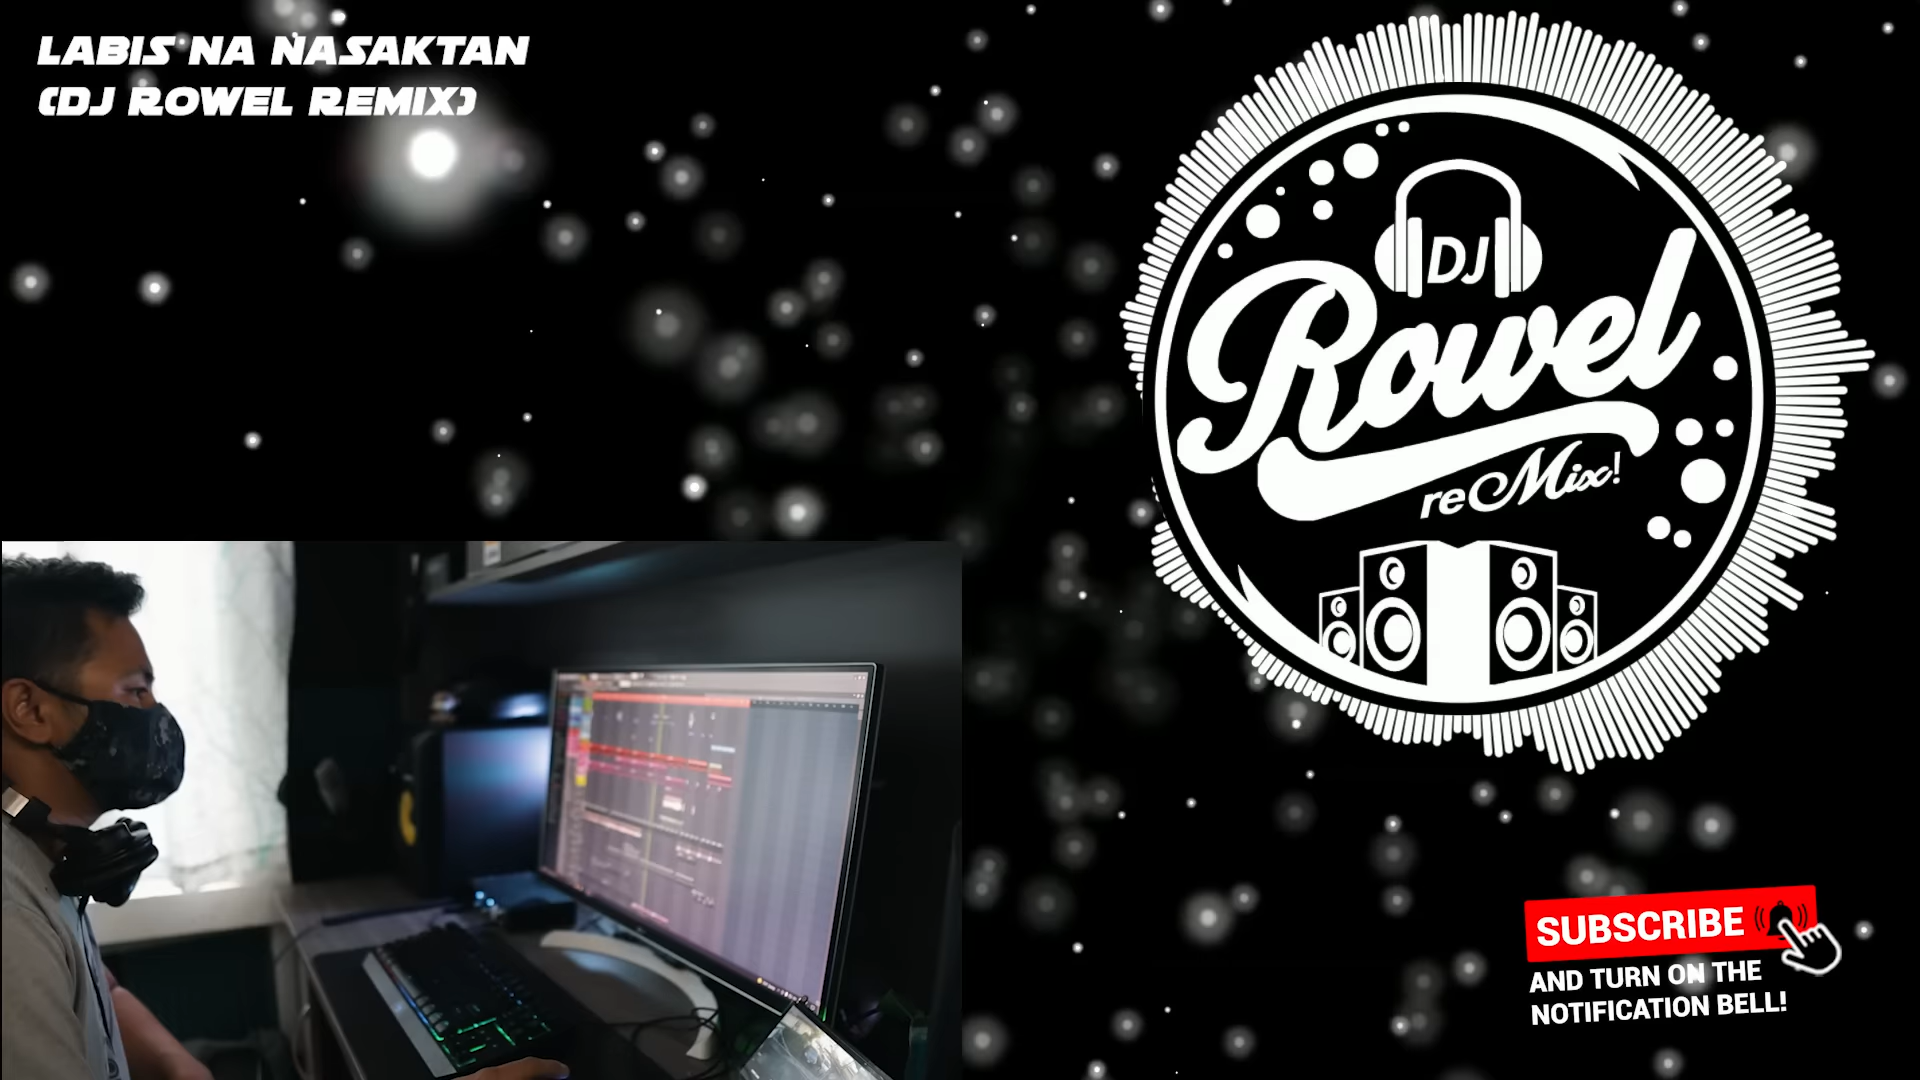 LABIS NA NASAKTAN
(DJ ROWEL REMIX)
DJ
Rowel
reMix!
SUBSCRIBE
AND TURN ON THE
NOTIFICATION BELL!